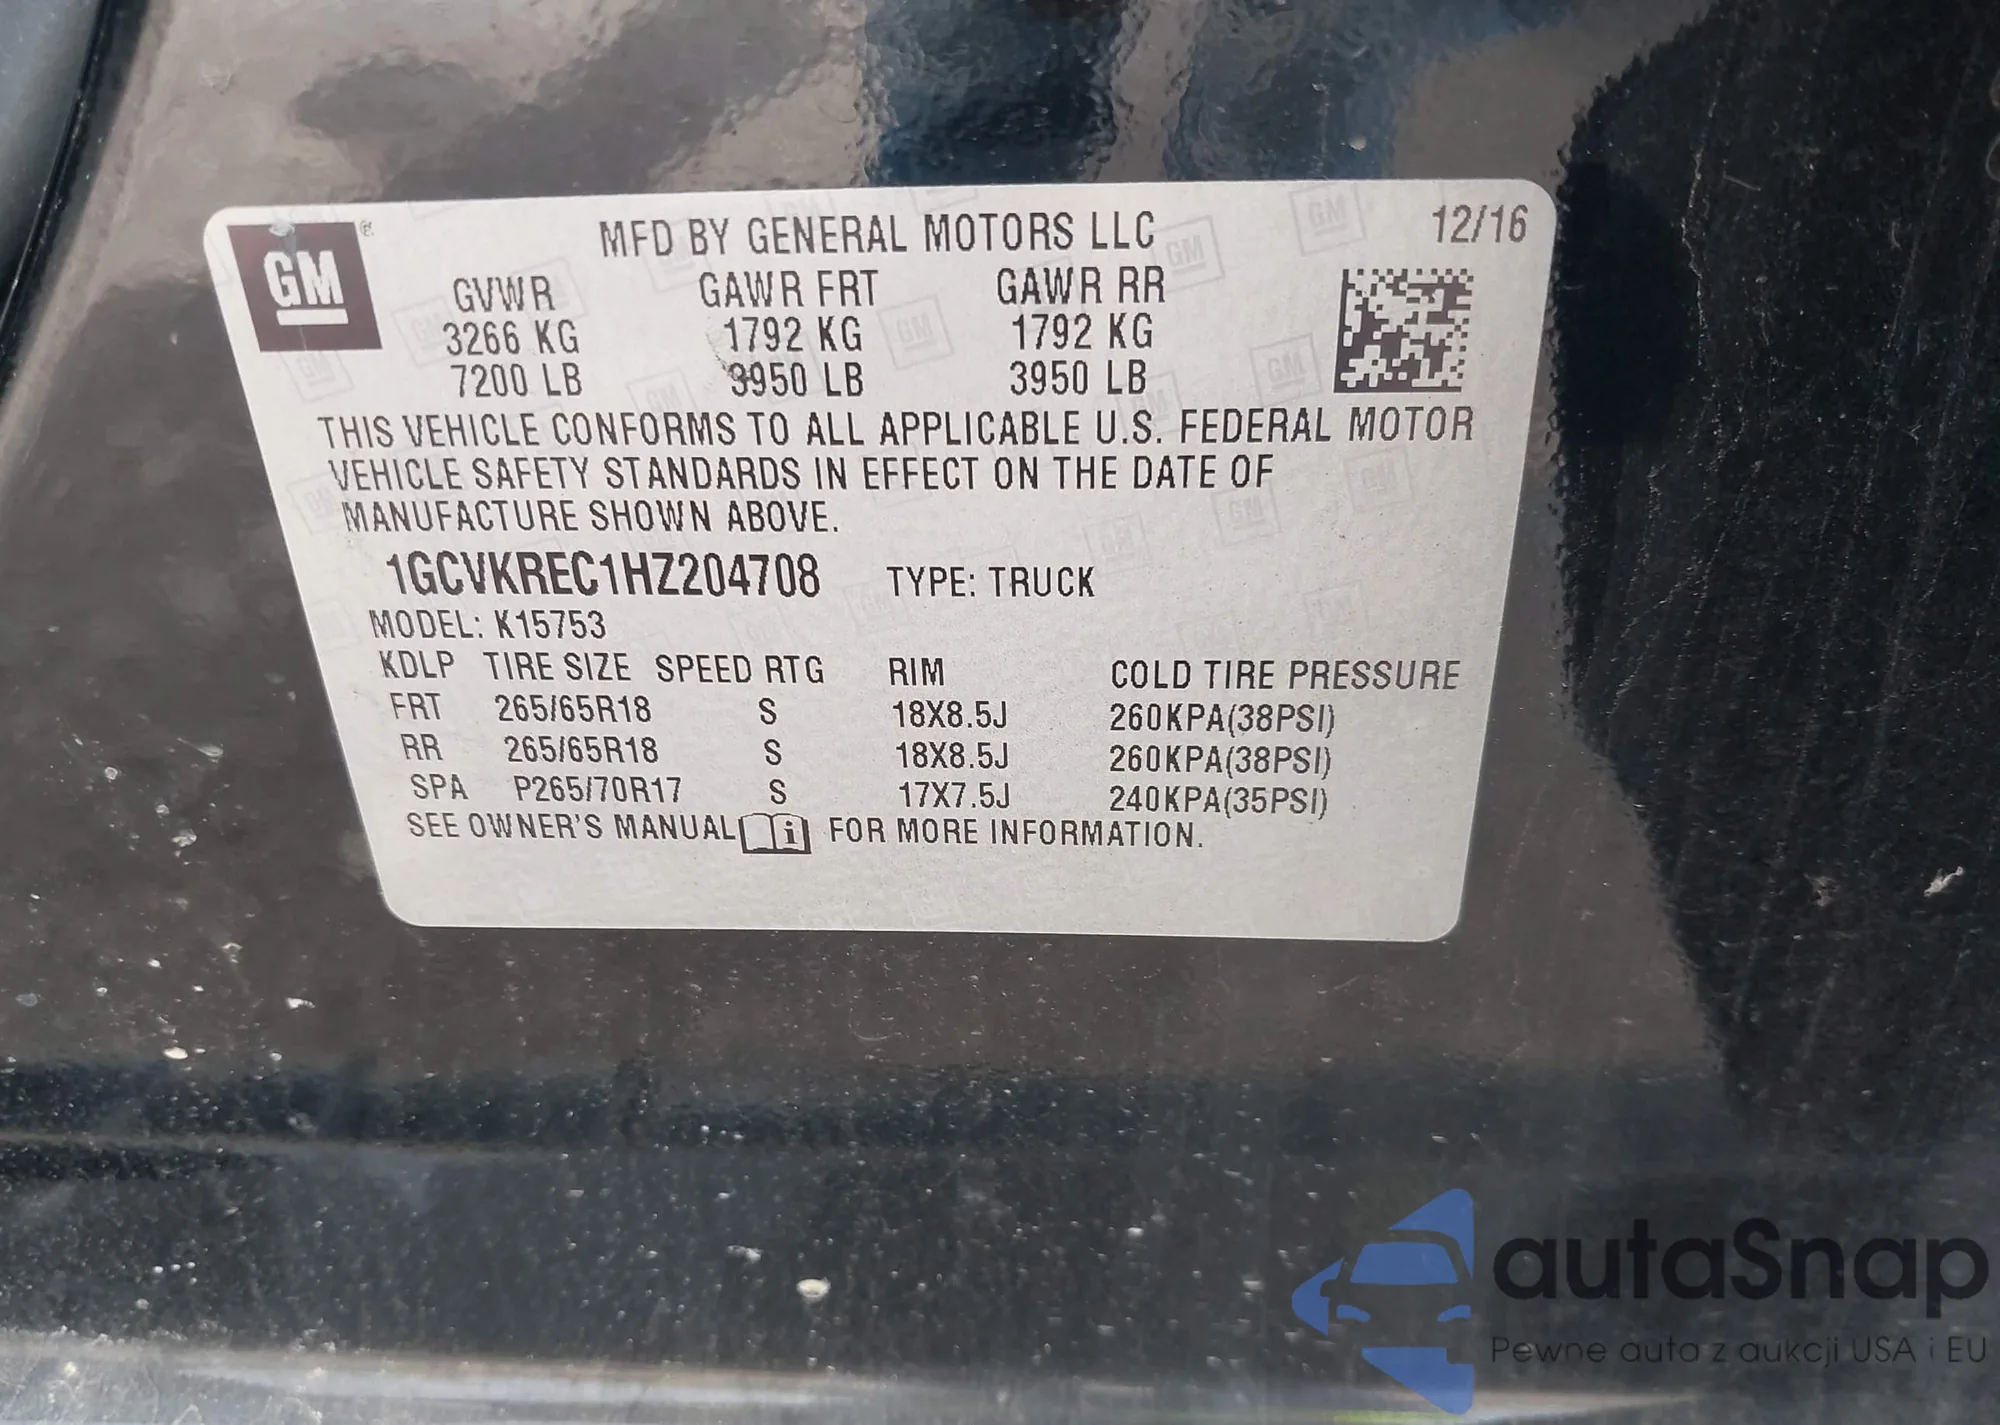 GM ®
MFD BY GENERAL MOTORS LLC 12/16
GVWR GAWR FRT GAWR RR
3266 KG 1792 KG 1792 KG
7200 LB 3950 LB 3950 LB
THIS VEHICLE CONFORMS TO ALL APPLICABLE U.S. FEDERAL MOTOR
VEHICLE SAFETY STANDARDS IN EFFECT ON THE DATE OF
MANUFACTURE SHOWN ABOVE.
1GCVKREC1HZ204708 TYPE: TRUCK
MODEL: K15753
KDLP TIRE SIZE SPEED RTG RIM COLD TIRE PRESSURE
FRT 265/65R18 S 18X8.5J 260KPA(38PSI)
RR 265/65R18 S 18X8.5J 260KPA(38PSI)
SPA P265/70R17 S 17X7.5J 240KPA(35PSI)
SEE OWNER'S MANUAL i FOR MORE INFORMATION.
autaSnap
Pewne auta z aukcji USA i EU